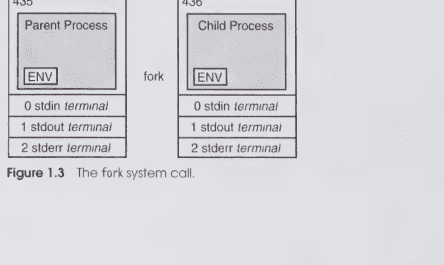 435 436
Parent Process Child Process
ENV fork ENV
0 stdin terminal 0 stdin terminal
1 stdout terminal 1 stdout terminal
2 stderr terminal 2 stderr terminal
Figure 1.3 The fork system call.